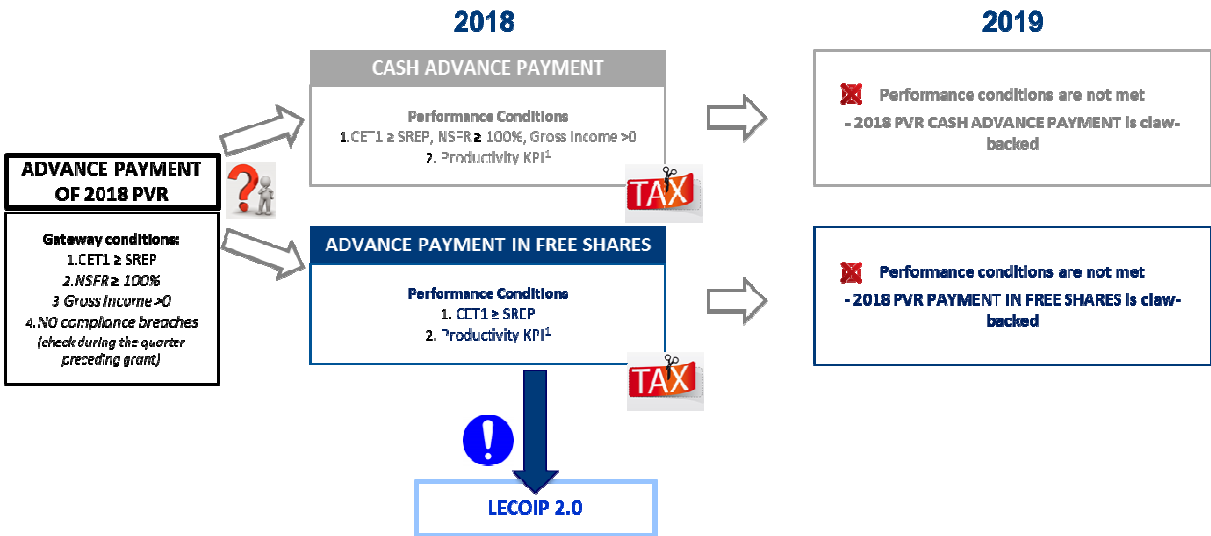 2018
2019
CASH ADVANCE PAYMENT
Performance Conditions
1.CET1 ≥ SREP, NSFR ≥ 100%, Gross Income >0
2. Productivity KPI¹
Performance conditions are not met
- 2018 PVR CASH ADVANCE PAYMENT is claw-
backed
ADVANCE PAYMENT
OF 2018 PVR
Gateway conditions:
1.CET1 ≥ SREP
2.NSFR ≥ 100%
3 Gross Income >0
4.NO compliance breaches
(check during the quarter
preceding grant)
TAX
ADVANCE PAYMENT IN FREE SHARES
Performance Conditions
1. CET1 ≥ SREP
2. Productivity KPI¹
Performance conditions are not met
- 2018 PVR PAYMENT IN FREE SHARES is claw-
backed
TAX
LECOIP 2.0